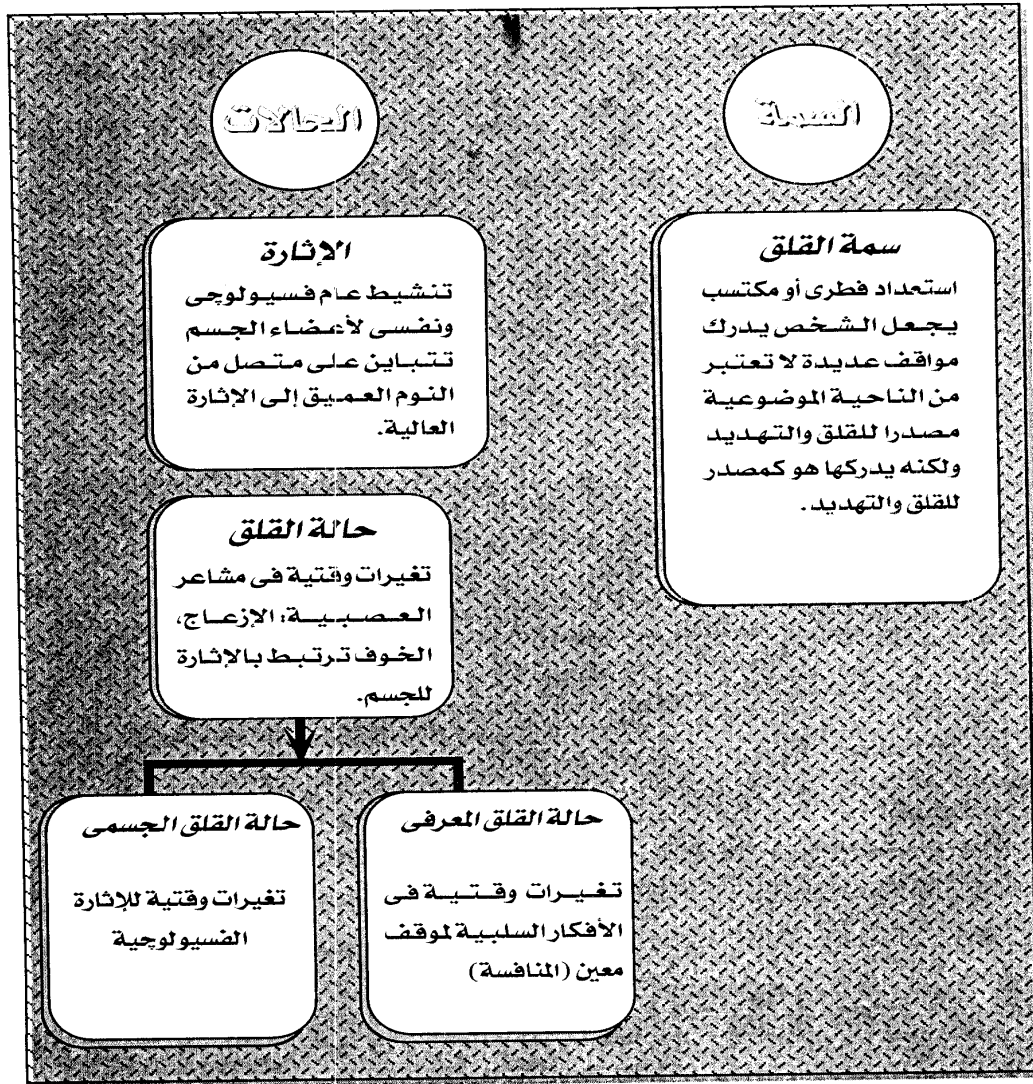 السمة
سمة القلق
استعداد فطرى أو مكتسب
يجعل الشخص يدرك
مواقف عديدة لا تعتبر
من الناحية الموضوعية
مصدرا للقلق والتهديد
ولكنه يدركها هو كمصدر
للقلق والتهديد.
الحالات
الإثارة
تنشيط عام فسيولوجى
ونفسى لأعضاء الجسم
تتباين على متصل من
النوم العميق إلى الإثارة
العالية.
حالة القلق
تغيرات وقتية فى مشاعر
العصبية: الإزعاج،
الخوف ترتبط بالإثارة
للجسم.
حالة القلق المعرفى
تغيرات وقتية فى
الأفكار السلبية لموقف
معين (المنافسة)
حالة القلق الجسمى
تغيرات وقتية للإثارة
الفسيولوجية